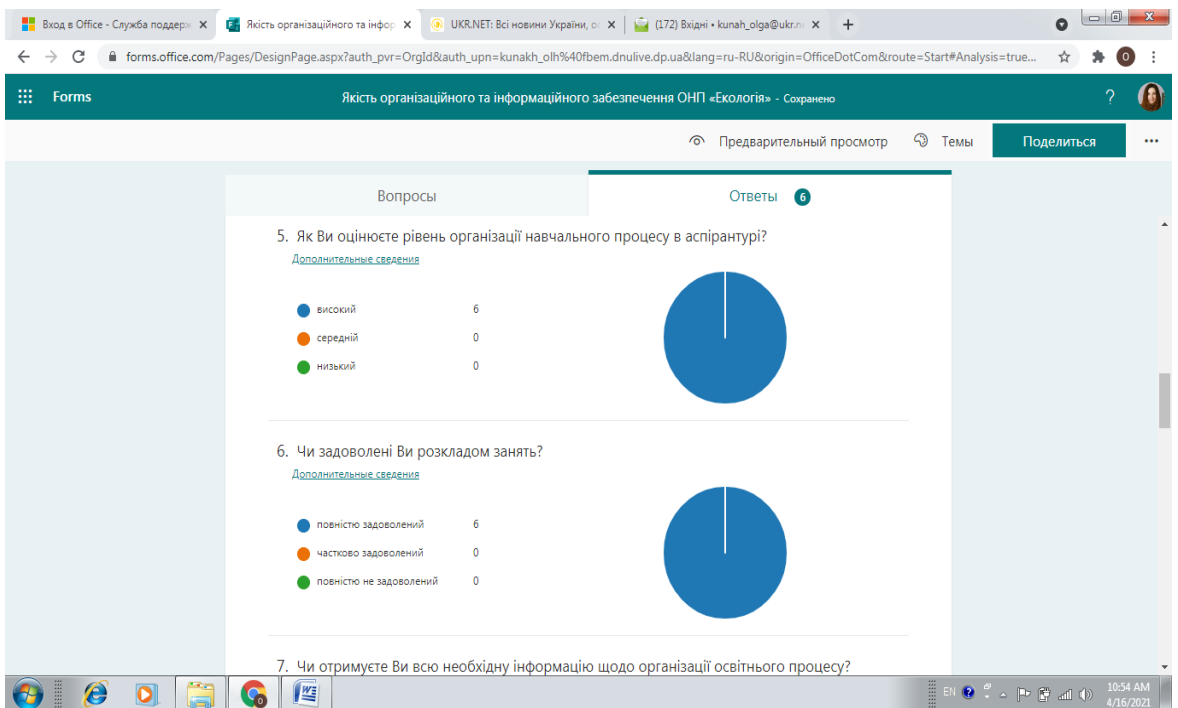 Вход в Office - Служба поддерж
Якість організаційного та інфор
UKR.NET: Всі новини України, ос
(172) Вхідні • kunah_olga@ukr.n
forms.office.com/Pages/DesignPage.aspx?auth_pvr=OrgId&auth_upn=kunakh_olh%40fbem.dnulive.dp.ua&lang=ru-RU&origin=OfficeDotCom&route=Start#Analysis=true...
O
Forms
Якість організаційного та інформаційного забезпечення ОНП «Екологія» - Сохранено
?
Предварительный просмотр
Темы
Поделиться
Вопросы
Ответы 6
5. Як Ви оцінюєте рівень організації навчального процесу в аспірантурі?
Дополнительные сведения
високий 6
середній 0
низький 0
6. Чи задоволені Ви розкладом занять?
Дополнительные сведения
повністю задоволений 6
частково задоволений 0
повністю не задоволений 0
7. Чи отримуєте Ви всю необхідну інформацію щодо організації освітнього процесу?
EN
10:54 AM
4/16/2021